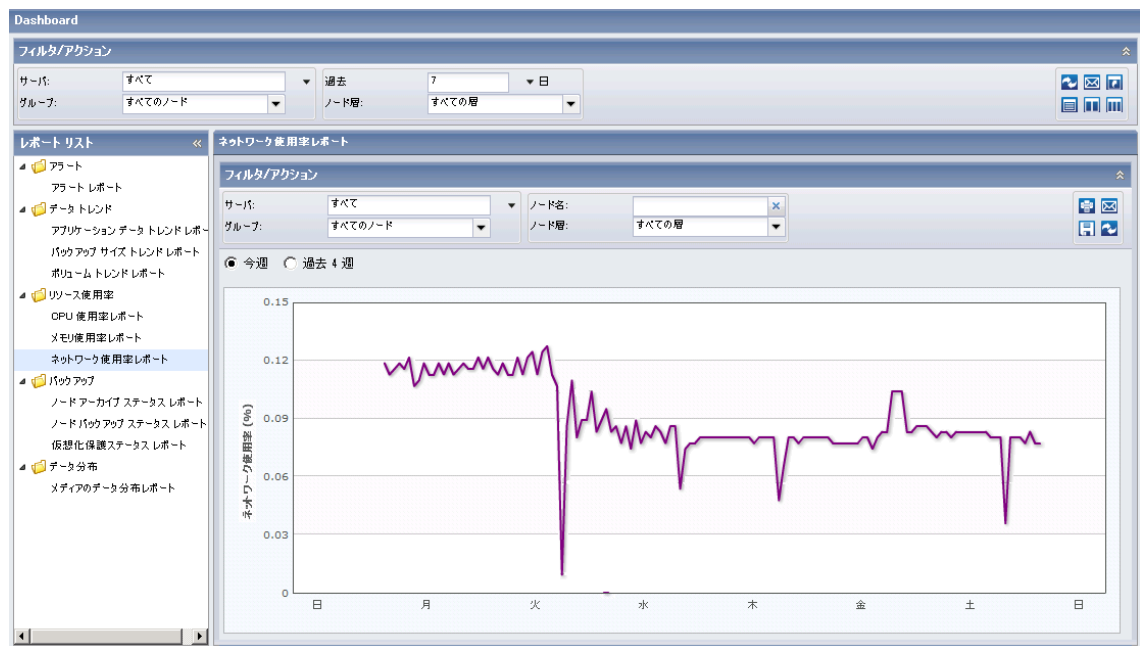 Dashboard
フィルタ/アクション
サーバ: すべて 過去 7 日
グループ: すべてのノード ノード層: すべての層
レポート リスト
アラート
アラート レポート
データ トレンド
アプリケーション データ トレンド レポー
バックアップ サイズ トレンド レポート
ボリューム トレンド レポート
リソース使用率
CPU 使用率レポート
メモリ使用率レポート
ネットワーク使用率レポート
バックアップ
ノード アーカイブ ステータス レポート
ノード バックアップ ステータス レポート
仮想化保護ステータス レポート
データ分布
メディアのデータ分布レポート
ネットワーク使用率レポート
フィルタ/アクション
サーバ: すべて ノード名:
グループ: すべてのノード ノード層: すべての層
今週 過去 4 週
ネットワーク使用率 (%)
0.15
0.12
0.09
0.06
0.03
0
日 月 火 水 木 金 土 日